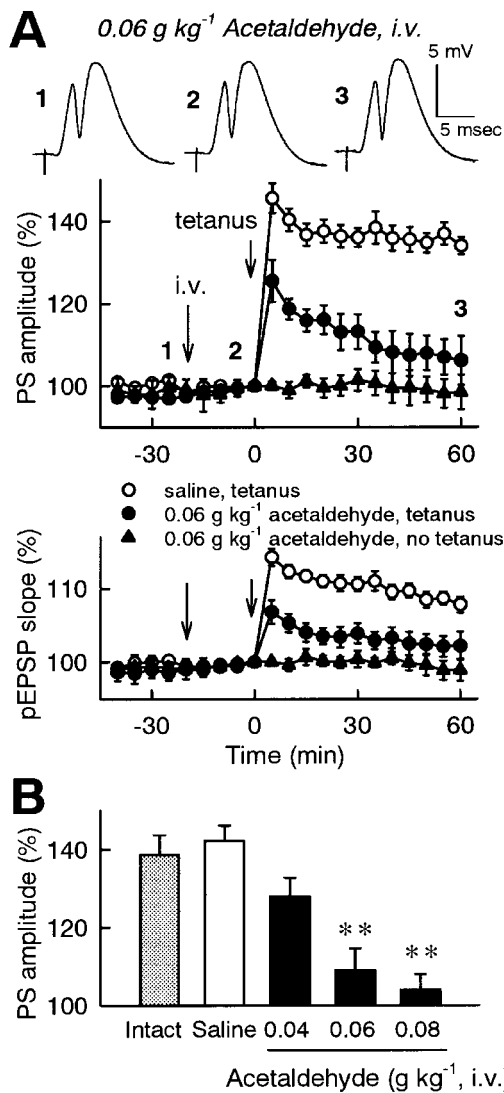 A
0.06 g kg⁻¹ Acetaldehyde, i.v.
1
2
3
5 mV
5 msec
PS amplitude (%)
140
120
100
tetanus
i.v.
1
2
3
-30
0
30
60
saline, tetanus
0.06 g kg⁻¹ acetaldehyde, tetanus
0.06 g kg⁻¹ acetaldehyde, no tetanus
pEPSP slope (%)
110
100
-30
0
30
60
Time (min)
B
PS amplitude (%)
140
120
100
**
**
Intact
Saline
0.04
0.06
0.08
Acetaldehyde (g kg⁻¹, i.v.)